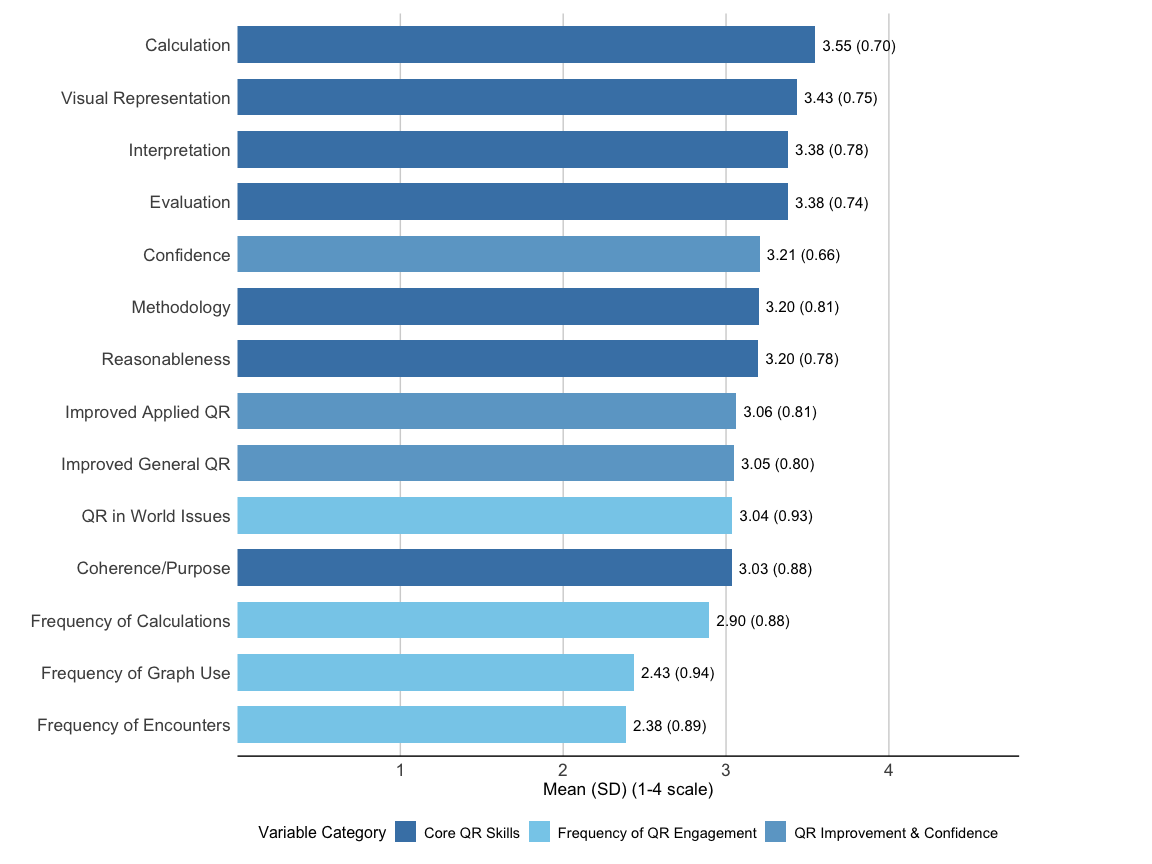 Calculation 3.55 (0.70)
Visual Representation 3.43 (0.75)
Interpretation 3.38 (0.78)
Evaluation 3.38 (0.74)
Confidence 3.21 (0.66)
Methodology 3.20 (0.81)
Reasonableness 3.20 (0.78)
Improved Applied QR 3.06 (0.81)
Improved General QR 3.05 (0.80)
QR in World Issues 3.04 (0.93)
Coherence/Purpose 3.03 (0.88)
Frequency of Calculations 2.90 (0.88)
Frequency of Graph Use 2.43 (0.94)
Frequency of Encounters 2.38 (0.89)
1 2 3 4
Mean (SD) (1-4 scale)
Variable Category Core QR Skills Frequency of QR Engagement QR Improvement & Confidence